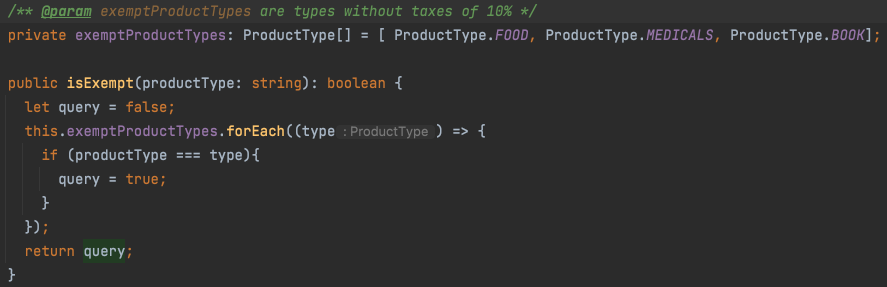 /** @param exemptProductTypes are types without taxes of 10% */
private exemptProductTypes: ProductType[] = [ ProductType.FOOD, ProductType.MEDICALS, ProductType.BOOK];
public isExempt(productType: string): boolean {
let query = false;
this.exemptProductTypes.forEach((type : ProductType ) => {
if (productType === type){
query = true;
}
});
return query;
}